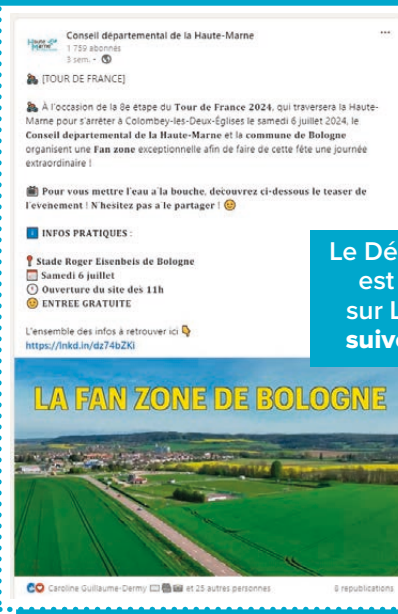 Conseil départemental de la Haute-Marne
1 759 abonnés
3 sem. •
[TOUR DE FRANCE]
À l'occasion de la 8e étape du Tour de France 2024, qui traversera la Haute-
Marne pour s'arrêter à Colombey-les-Deux-Églises le samedi 6 juillet 2024, le
Conseil departemental de la Haute-Marne et la commune de Bologne
organisent une Fan zone exceptionnelle afin de faire de cette fête une journée
extraordinaire !
Pour vous mettre l'eau a la bouche, decouvrez ci-dessous le teaser de
l'evenement ! N'hesitez pas a le partager !
INFOS PRATIQUES :
Stade Roger Eisenbeis de Bologne
Samedi 6 juillet
Ouverture du site des 11h
ENTREE GRATUITE
L'ensemble des infos à retrouver ici
https://lnkd.in/dz74bZKi
Le Dé
est
sur L
suive
LA FAN ZONE DE BOLOGNE
Caroline Guillaume-Dermy et 25 autres personnes
8 republications